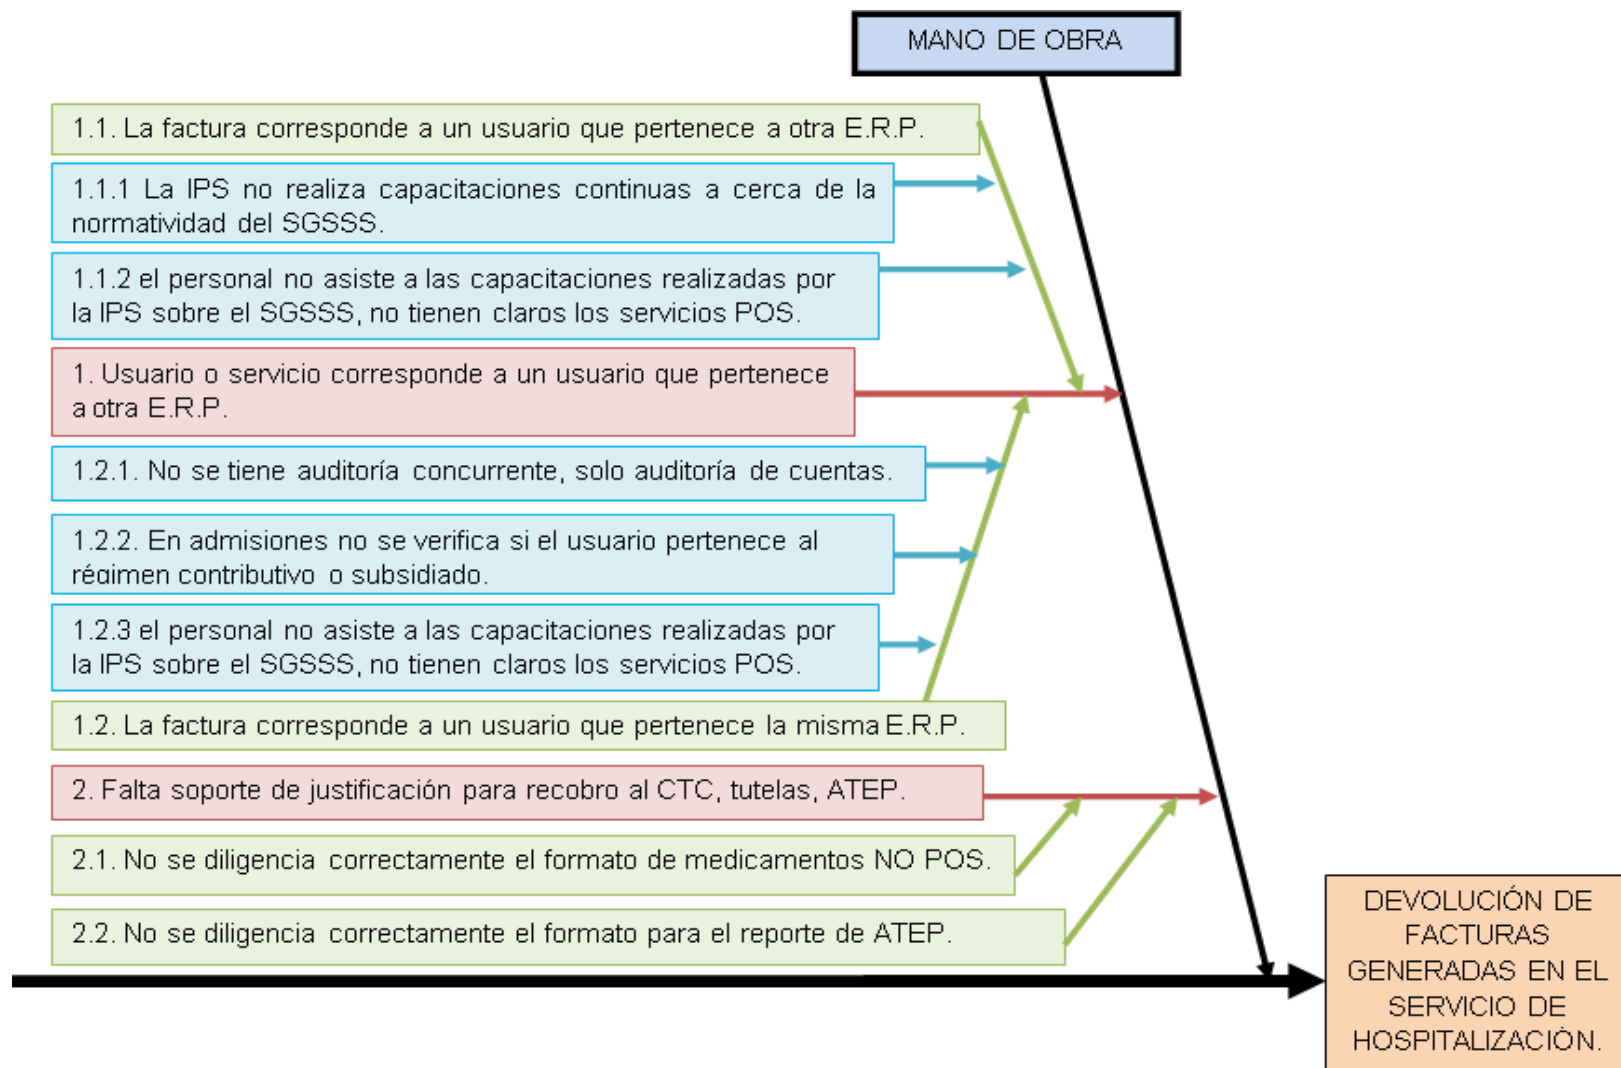 MANO DE OBRA
1.1. La factura corresponde a un usuario que pertenece a otra E.R.P.
1.1.1 La IPS no realiza capacitaciones continuas a cerca de la
normatividad del SGSSS.
1.1.2 el personal no asiste a las capacitaciones realizadas por
la IPS sobre el SGSSS, no tienen claros los servicios POS.
1. Usuario o servicio corresponde a un usuario que pertenece
a otra E.R.P.
1.2.1. No se tiene auditoría concurrente, solo auditoría de cuentas.
1.2.2. En admisiones no se verifica si el usuario pertenece al
régimen contributivo o subsidiado.
1.2.3 el personal no asiste a las capacitaciones realizadas por
la IPS sobre el SGSSS, no tienen claros los servicios POS.
1.2. La factura corresponde a un usuario que pertenece la misma E.R.P.
2. Falta soporte de justificación para recobro al CTC, tutelas, ATEP.
2.1. No se diligencia correctamente el formato de medicamentos NO POS.
2.2. No se diligencia correctamente el formato para el reporte de ATEP.
DEVOLUCIÓN DE
FACTURAS
GENERADAS EN EL
SERVICIO DE
HOSPITALIZACIÓN.